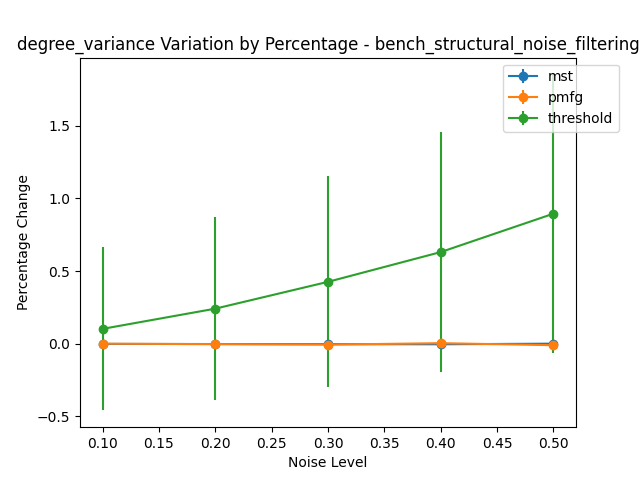 degree_variance Variation by Percentage - bench_structural_noise_filtering
mst
pmfg
threshold
Percentage Change
1.5
1.0
0.5
0.0
−0.5
0.10 0.15 0.20 0.25 0.30 0.35 0.40 0.45 0.50
Noise Level